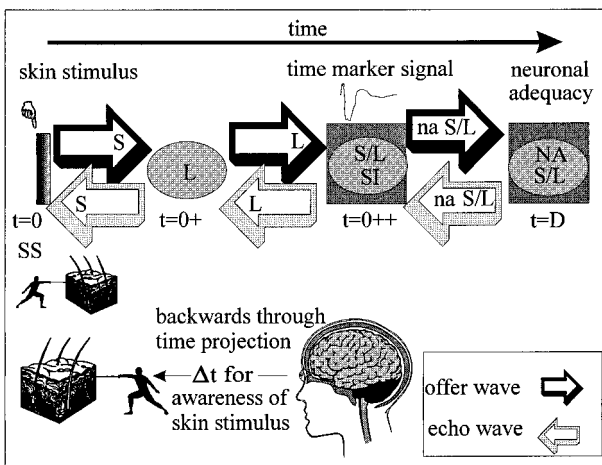 time
skin stimulus
time marker signal
neuronal
adequacy
S
L
L
S/L
SI
na S/L
NA
S/L
S
L
na S/L
t=0
t=0+
t=0++
t=D
SS
backwards through
time projection
Δt for
awareness of
skin stimulus
offer wave
echo wave